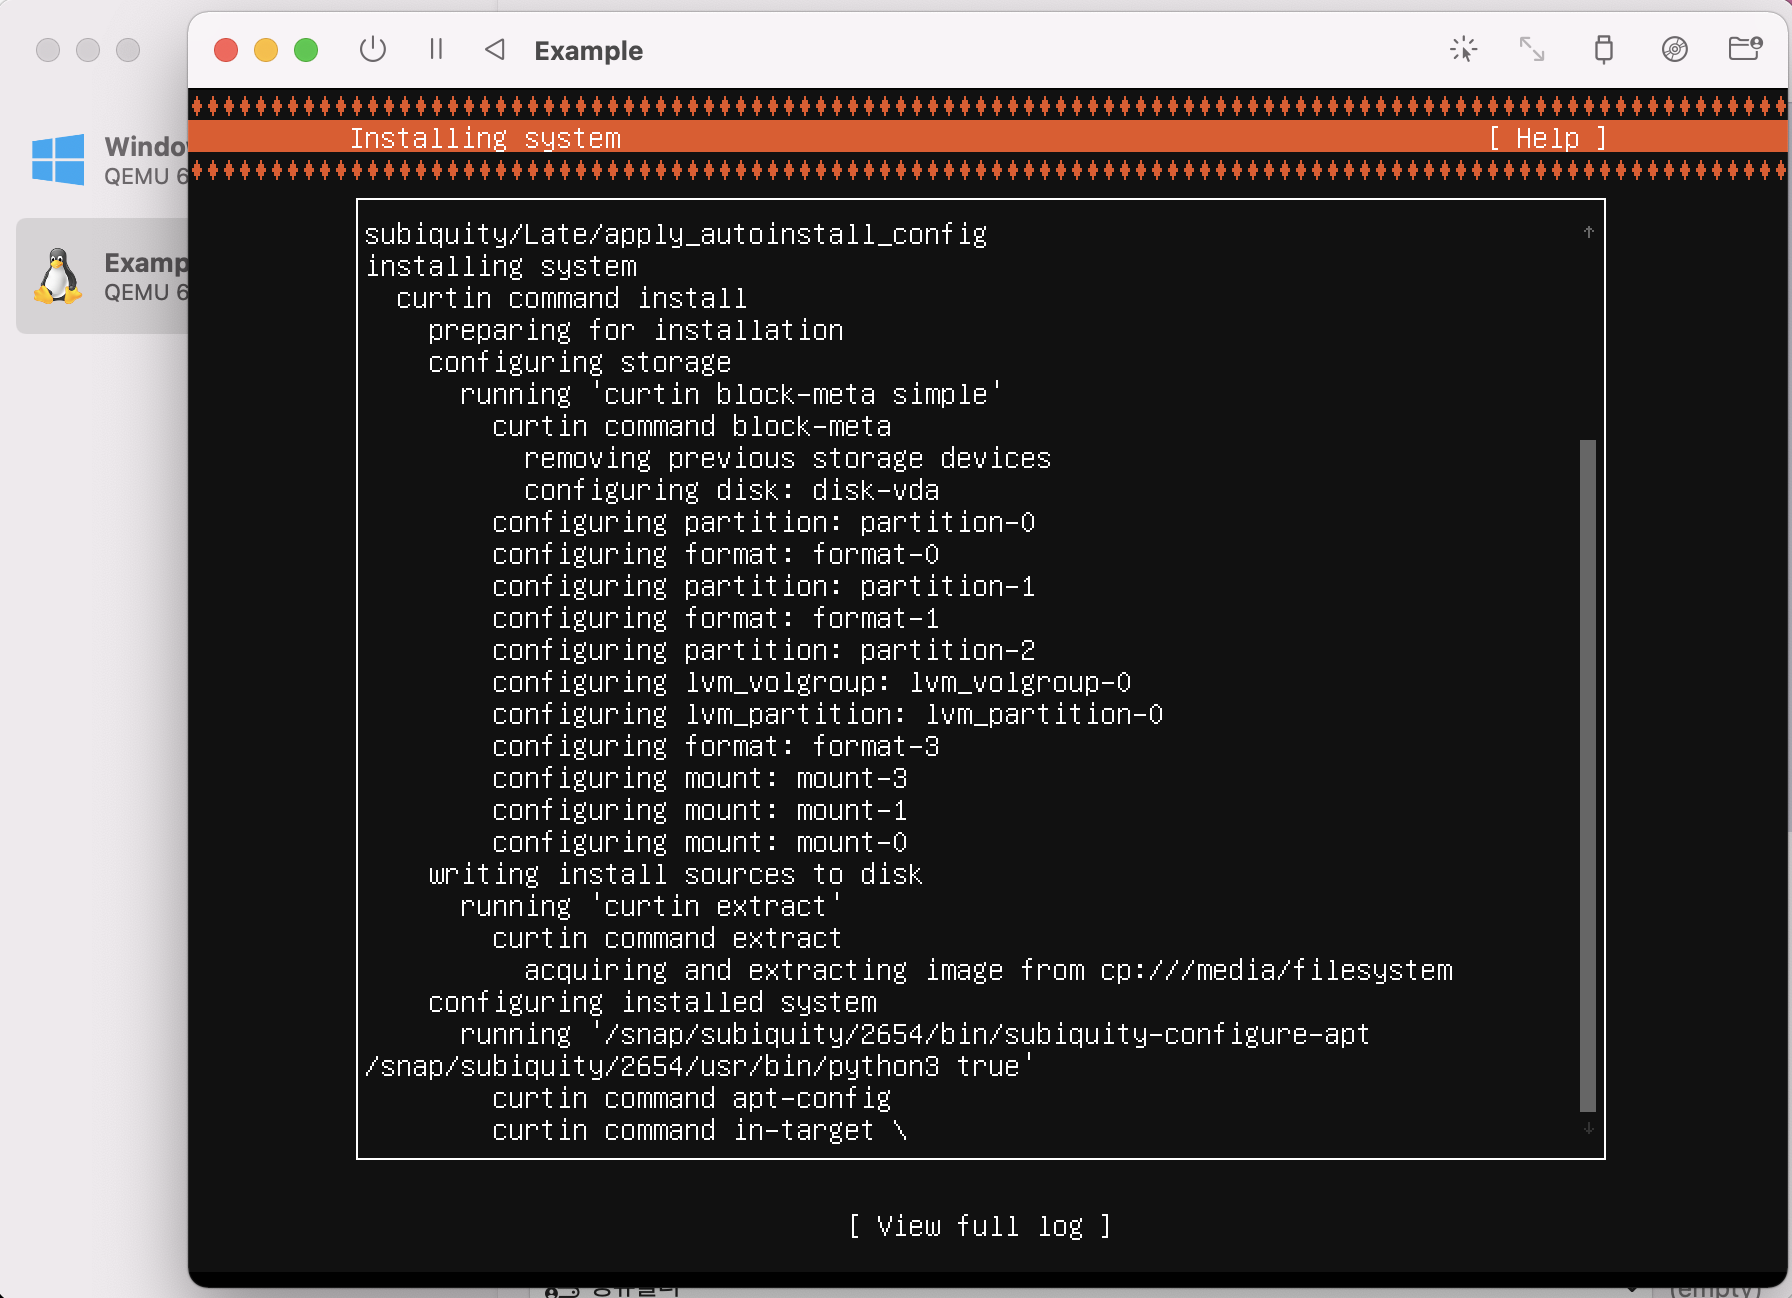 Example
Windo
QEMU 6
Examp
QEMU 6
Installing system [ Help ]
subiquity/Late/apply_autoinstall_config
installing system
curtin command install
preparing for installation
configuring storage
running 'curtin block-meta simple'
curtin command block-meta
removing previous storage devices
configuring disk: disk-vda
configuring partition: partition-0
configuring format: format-0
configuring partition: partition-1
configuring format: format-1
configuring partition: partition-2
configuring lvm_volgroup: lvm_volgroup-0
configuring lvm_partition: lvm_partition-0
configuring format: format-3
configuring mount: mount-3
configuring mount: mount-1
configuring mount: mount-0
writing install sources to disk
running 'curtin extract'
curtin command extract
acquiring and extracting image from cp:///media/filesystem
configuring installed system
running '/snap/subiquity/2654/bin/subiquity-configure-apt
/snap/subiquity/2654/usr/bin/python3 true'
curtin command apt-config
curtin command in-target \
[ View full log ]
(empty)